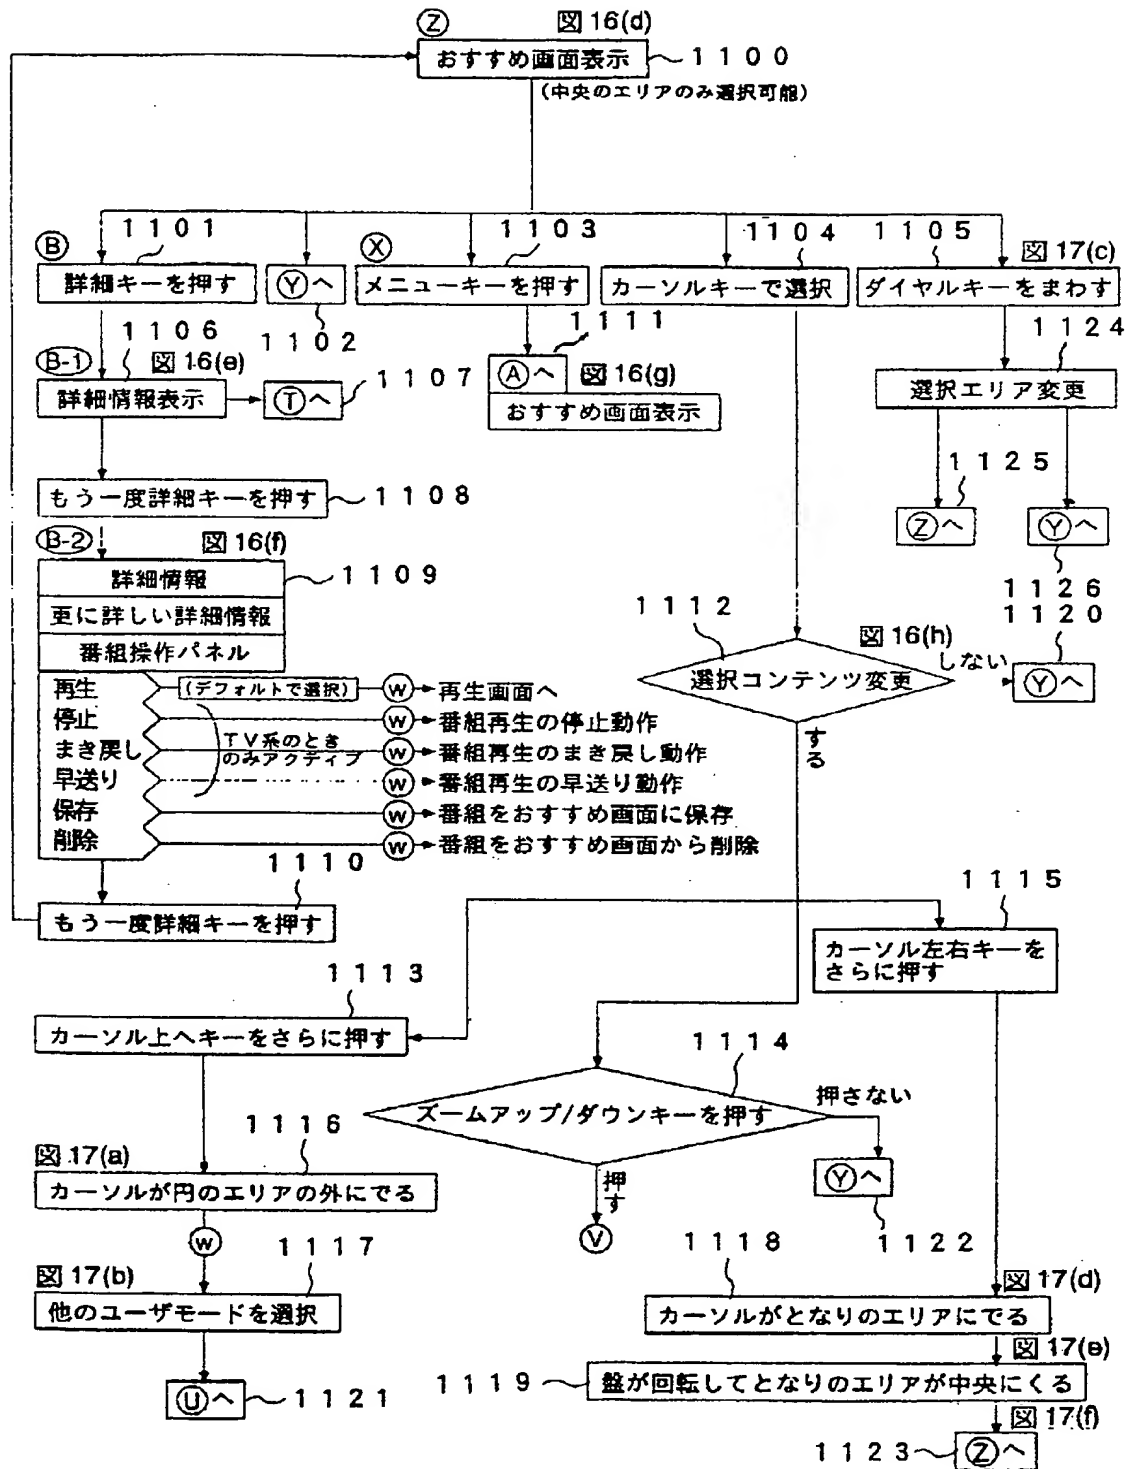 Ⓩ 図16(d)
おすすめ画面表示 1100
(中央のエリアのみ選択可能)
1101 1103 1104 1105
Ⓑ Ⓧ 図17(c)
詳細キーを押す Ⓨへ メニューキーを押す カーソルキーで選択 ダイヤルキーをまわす
1102
1106 1111 1124
B-1 図16(e)
詳細情報表示 Ⓣへ 1107
Ⓐへ 図16(g)
おすすめ画面表示
選択エリア変更
もう一度詳細キーを押す 1108
1125
Ⓩへ Ⓨへ
1126
B-2 図16(f)
詳細情報 1109
更に詳しい詳細情報
番組操作パネル
再生 (デフォルトで選択) ⓦ 再生画面へ
停止 ⓦ 番組再生の停止動作
まき戻し ⓦ 番組再生のまき戻し動作
早送り ⓦ 番組再生の早送り動作
TV系のとき
のみアクティブ
保存 ⓦ 番組をおすすめ画面に保存
削除 ⓦ 番組をおすすめ画面から削除
1110
もう一度詳細キーを押す
1112 図16(h) 1120
選択コンテンツ変更 しない Ⓨへ
する
1115
カーソル左右キーを
さらに押す
1113
カーソル上へキーをさらに押す
1114
ズームアップ/ダウンキーを押す 押さない
Ⓨへ
1122
押す
Ⓥ
1116
図17(a)
カーソルが円のエリアの外にでる
ⓦ
1117
図17(b)
他のユーザモードを選択
Ⓤへ 1121
1118 図17(d)
カーソルがとなりのエリアにでる
図17(e)
1119 盤が回転してとなりのエリアが中央にくる
図17(f)
1123 Ⓩへ